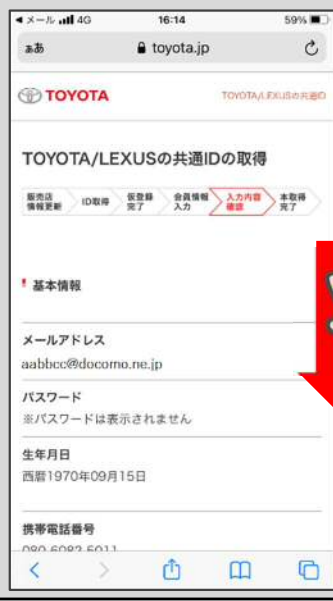 メール 4G 16:14 59%
ぁあ toyota.jp
TOYOTA TOYOTA/LEXUSの共通ID
TOYOTA/LEXUSの共通IDの取得
販売店情報更新 ID取得 仮登録完了 会員情報入力 入力内容確認 本取得完了
基本情報
メールアドレス
aabbcc@docomo.ne.jp
パスワード
※パスワードは表示されません
生年月日
西暦1970年09月15日
携帯電話番号